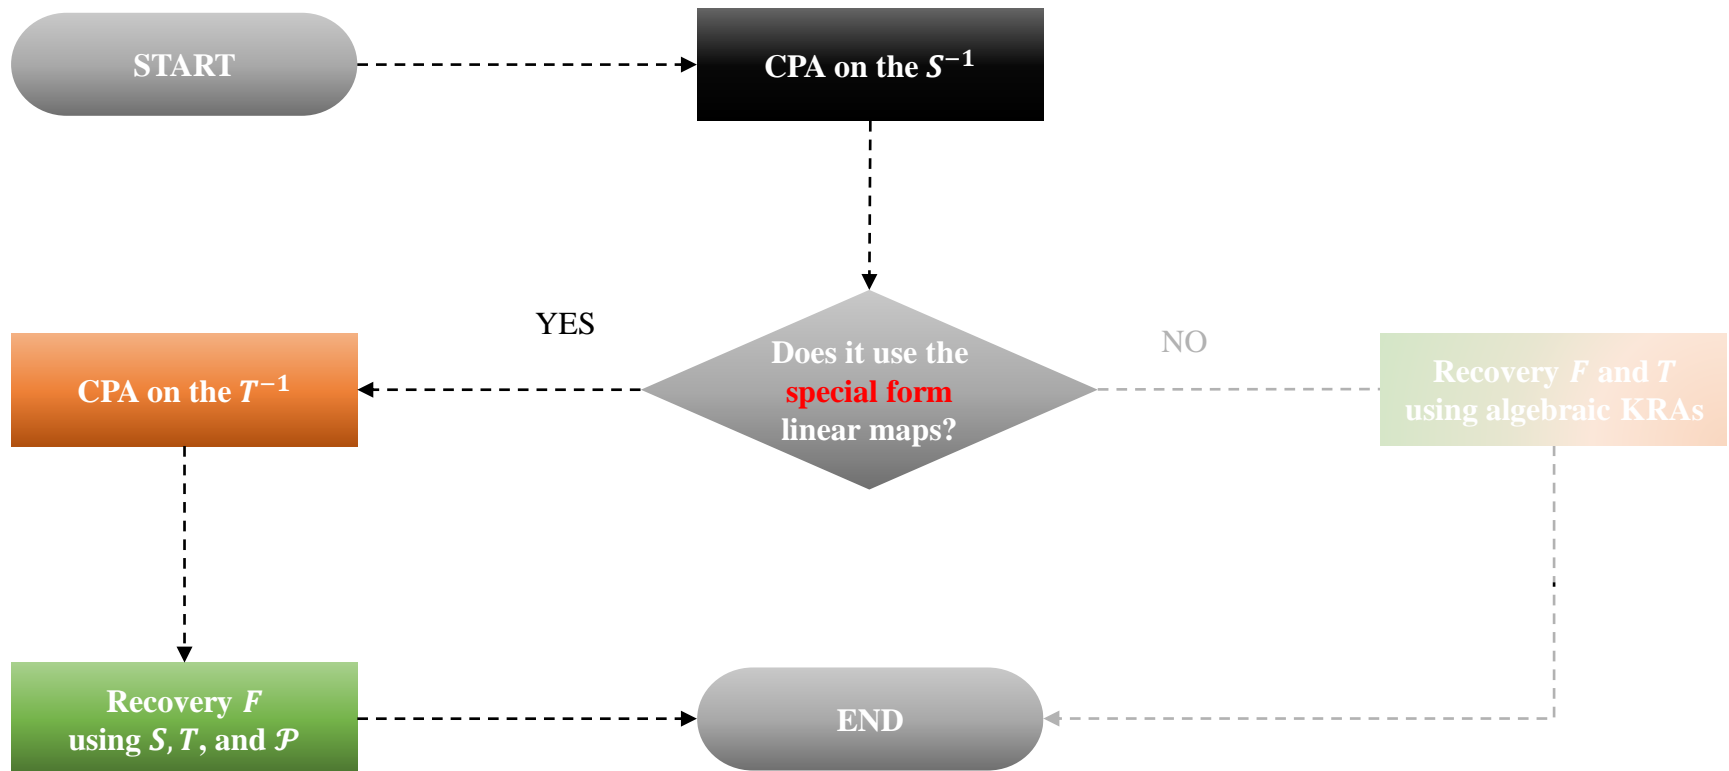 START
CPA on the S⁻¹
YES
Does it use the
special form
linear maps?
NO
CPA on the T⁻¹
Recovery F and T
using algebraic KRAs
Recovery F
using S, T, and 𝒫
END